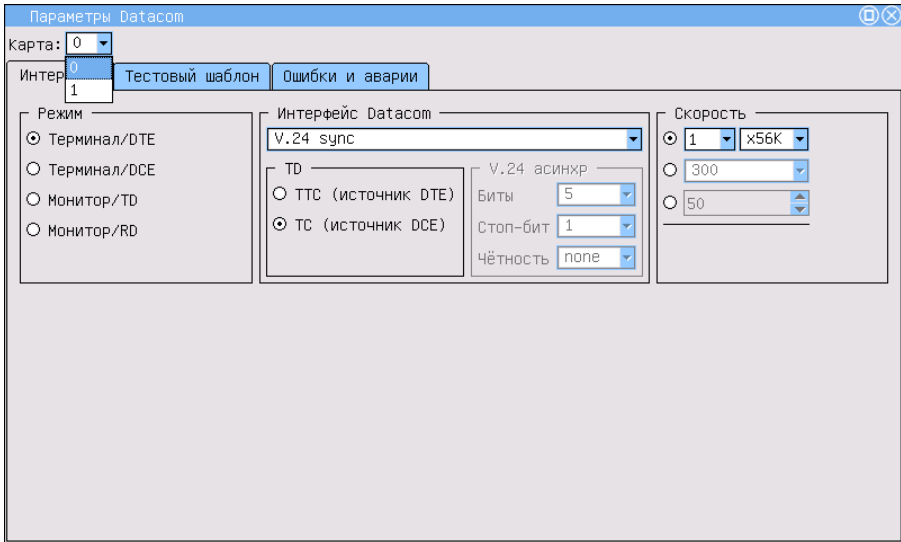 Параметры Datacom
Карта: 0
0
1
Интер
Тестовый шаблон
Ошибки и аварии
Режим
Терминал/DTE
Терминал/DCE
Монитор/TD
Монитор/RD
Интерфейс Datacom
V.24 sync
TD
TTC (источник DTE)
TC (источник DCE)
V.24 асинхр
Биты 5
Стоп-бит 1
Чётность none
Скорость
1 x56K
300
50